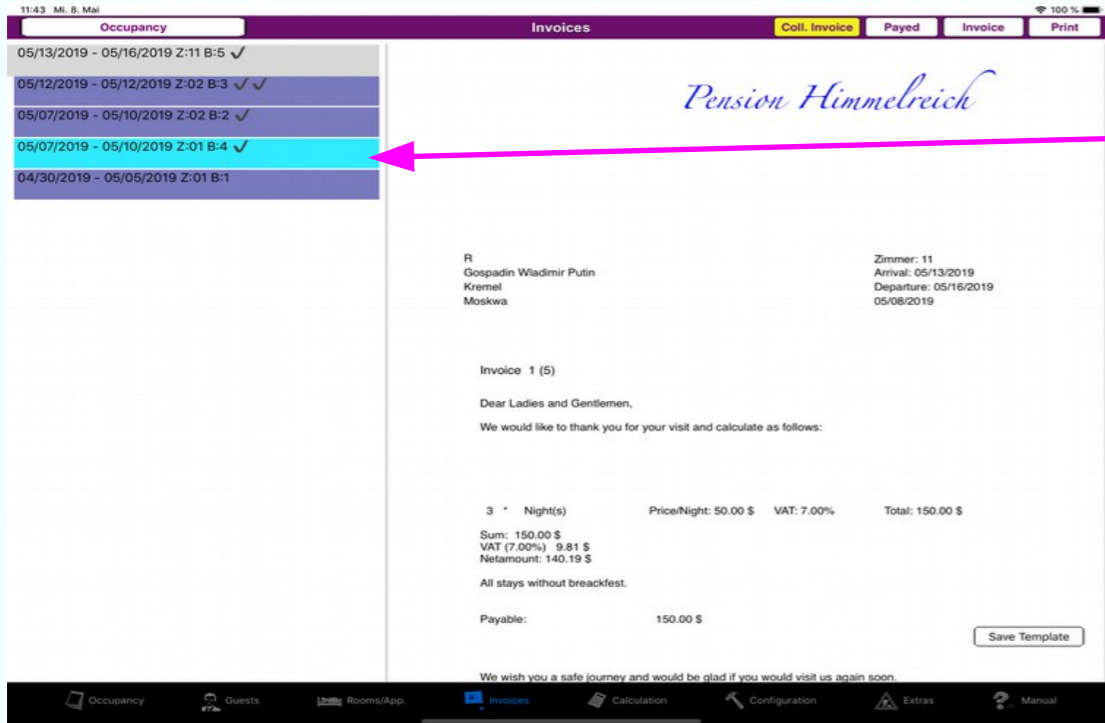 11:43 Mi. 8. Mai
100 %
Occupancy
Invoices
Coll. Invoice
Payed
Invoice
Print
05/13/2019 - 05/16/2019 Z:11 B:5 ✓
05/12/2019 - 05/12/2019 Z:02 B:3 ✓ ✓
05/07/2019 - 05/10/2019 Z:02 B:2 ✓
05/07/2019 - 05/10/2019 Z:01 B:4 ✓
04/30/2019 - 05/05/2019 Z:01 B:1
Pension Himmelreich
R
Gospadin Wladimir Putin
Kremel
Moskwa
Zimmer: 11
Arrival: 05/13/2019
Departure: 05/16/2019
05/08/2019
Invoice 1 (5)
Dear Ladies and Gentlemen,
We would like to thank you for your visit and calculate as follows:
3 * Night(s) Price/Night: 50.00 $ VAT: 7.00% Total: 150.00 $
Sum: 150.00 $
VAT (7.00%) 9.81 $
Netamount: 140.19 $
All stays without breackfest.
Payable: 150.00 $
Save Template
We wish you a safe journey and would be glad if you would visit us again soon.
Occupancy
Guests
Rooms/App.
Invoices
Calculation
Configuration
Extras
Manual